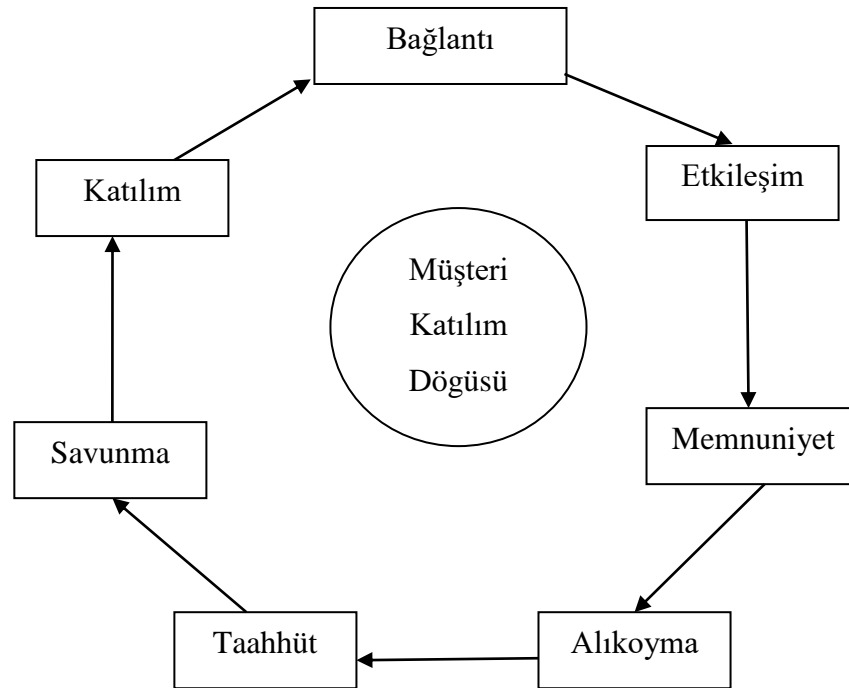 Bağlantı
Etkileşim
Memnuniyet
Alıkoyma
Taahhüt
Savunma
Katılım
Müşteri
Katılım
Dögüsü